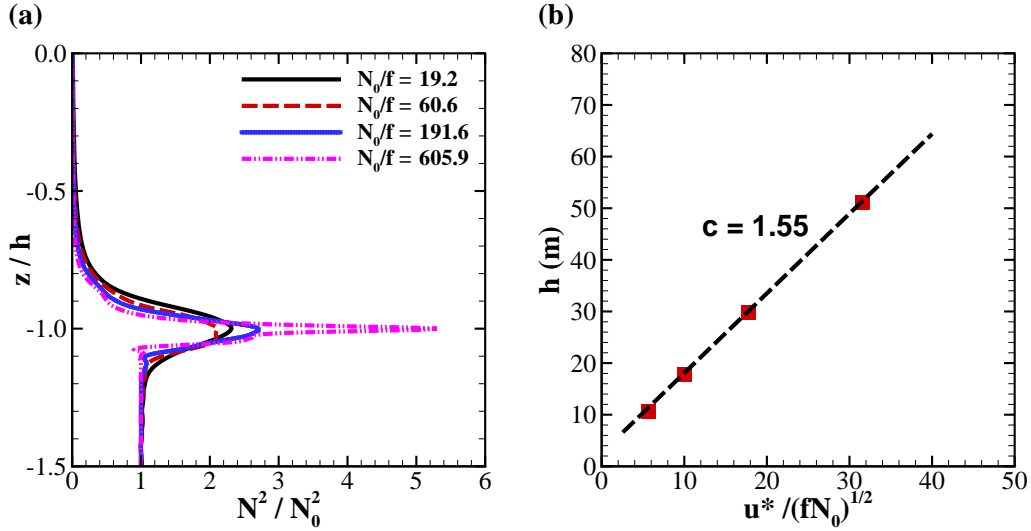 (a)
(b)
0.0
-0.5
-1.0
-1.5
z / h
N₀/f = 19.2
N₀/f = 60.6
N₀/f = 191.6
N₀/f = 605.9
0 1 2 3 4 5 6
N² / N₀²
80
70
60
50
40
30
20
10
0
h (m)
c = 1.55
0 10 20 30 40 50
u* /(fN₀)^1/2